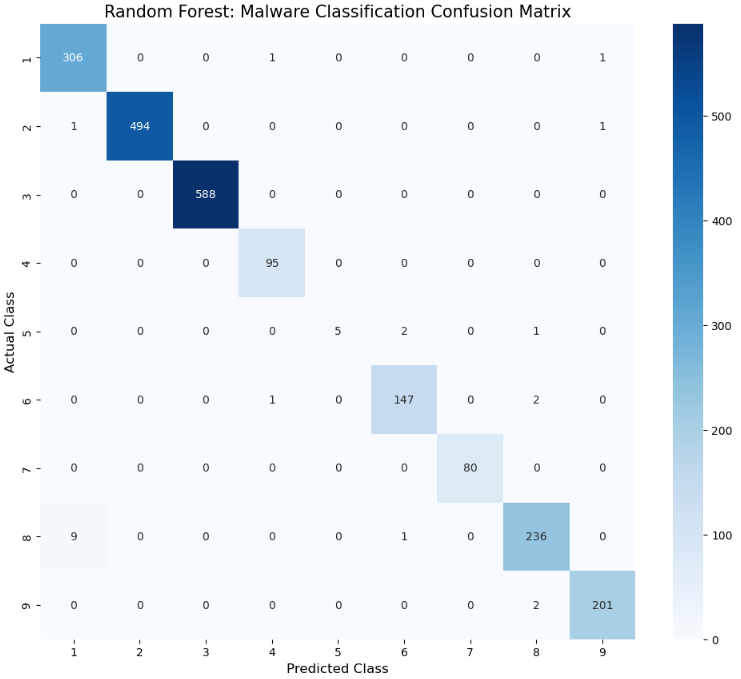 Random Forest: Malware Classification Confusion Matrix
1 306 0 0 1 0 0 0 0 1
2 1 494 0 0 0 0 0 0 1
3 0 0 588 0 0 0 0 0 0
4 0 0 0 95 0 0 0 0 0
5 0 0 0 0 5 2 0 1 0
6 0 0 0 1 0 147 0 2 0
7 0 0 0 0 0 0 80 0 0
8 9 0 0 0 0 1 0 236 0
9 0 0 0 0 0 0 0 2 201
1 2 3 4 5 6 7 8 9
Predicted Class
Actual Class
500
400
300
200
100
0